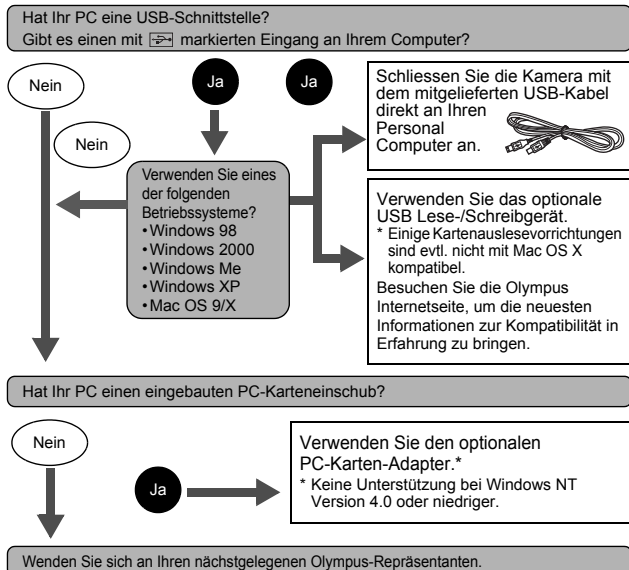 Hat Ihr PC eine USB-Schnittstelle?
Gibt es einen mit markierten Eingang an Ihrem Computer?
Nein
Ja
Ja
Schliessen Sie die Kamera mit
dem mitgelieferten USB-Kabel
direkt an Ihren
Personal
Computer an.
Nein
Verwenden Sie eines
der folgenden
Betriebssysteme?
•Windows 98
•Windows 2000
•Windows Me
•Windows XP
•Mac OS 9/X
Verwenden Sie das optionale
USB Lese-/Schreibgerät.
* Einige Kartenauslesevorrichtungen
sind evtl. nicht mit Mac OS X
kompatibel.
Besuchen Sie die Olympus
Internetseite, um die neuesten
Informationen zur Kompatibilität in
Erfahrung zu bringen.
Hat Ihr PC einen eingebauten PC-Karteneinschub?
Nein
Ja
Verwenden Sie den optionalen
PC-Karten-Adapter.*
* Keine Unterstützung bei Windows NT
Version 4.0 oder niedriger.
Wenden Sie sich an Ihren nächstgelegenen Olympus-Repräsentanten.